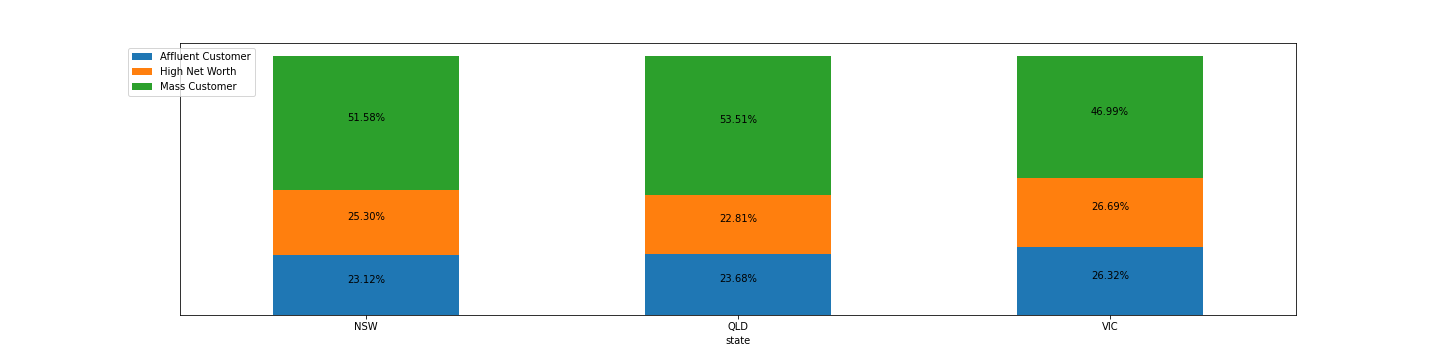 Affluent Customer
High Net Worth
Mass Customer
51.58%
53.51%
46.99%
25.30%
22.81%
26.69%
23.12%
23.68%
26.32%
NSW
QLD
VIC
state